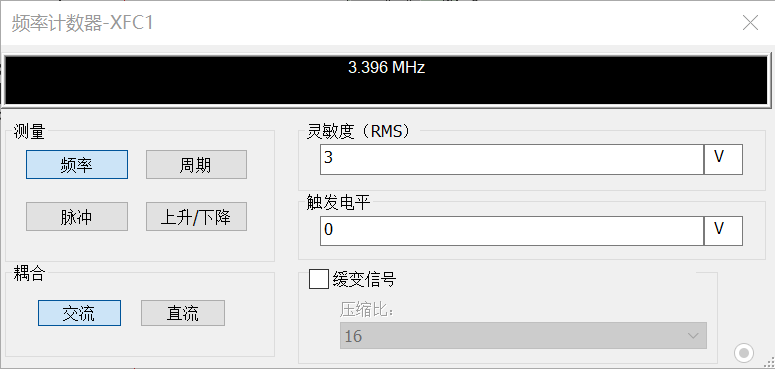 频率计数器-XFC1
3.396 MHz
测量
频率
周期
脉冲
上升/下降
耦合
交流
直流
灵敏度（RMS）
3
V
触发电平
0
V
缓变信号
压缩比：
16